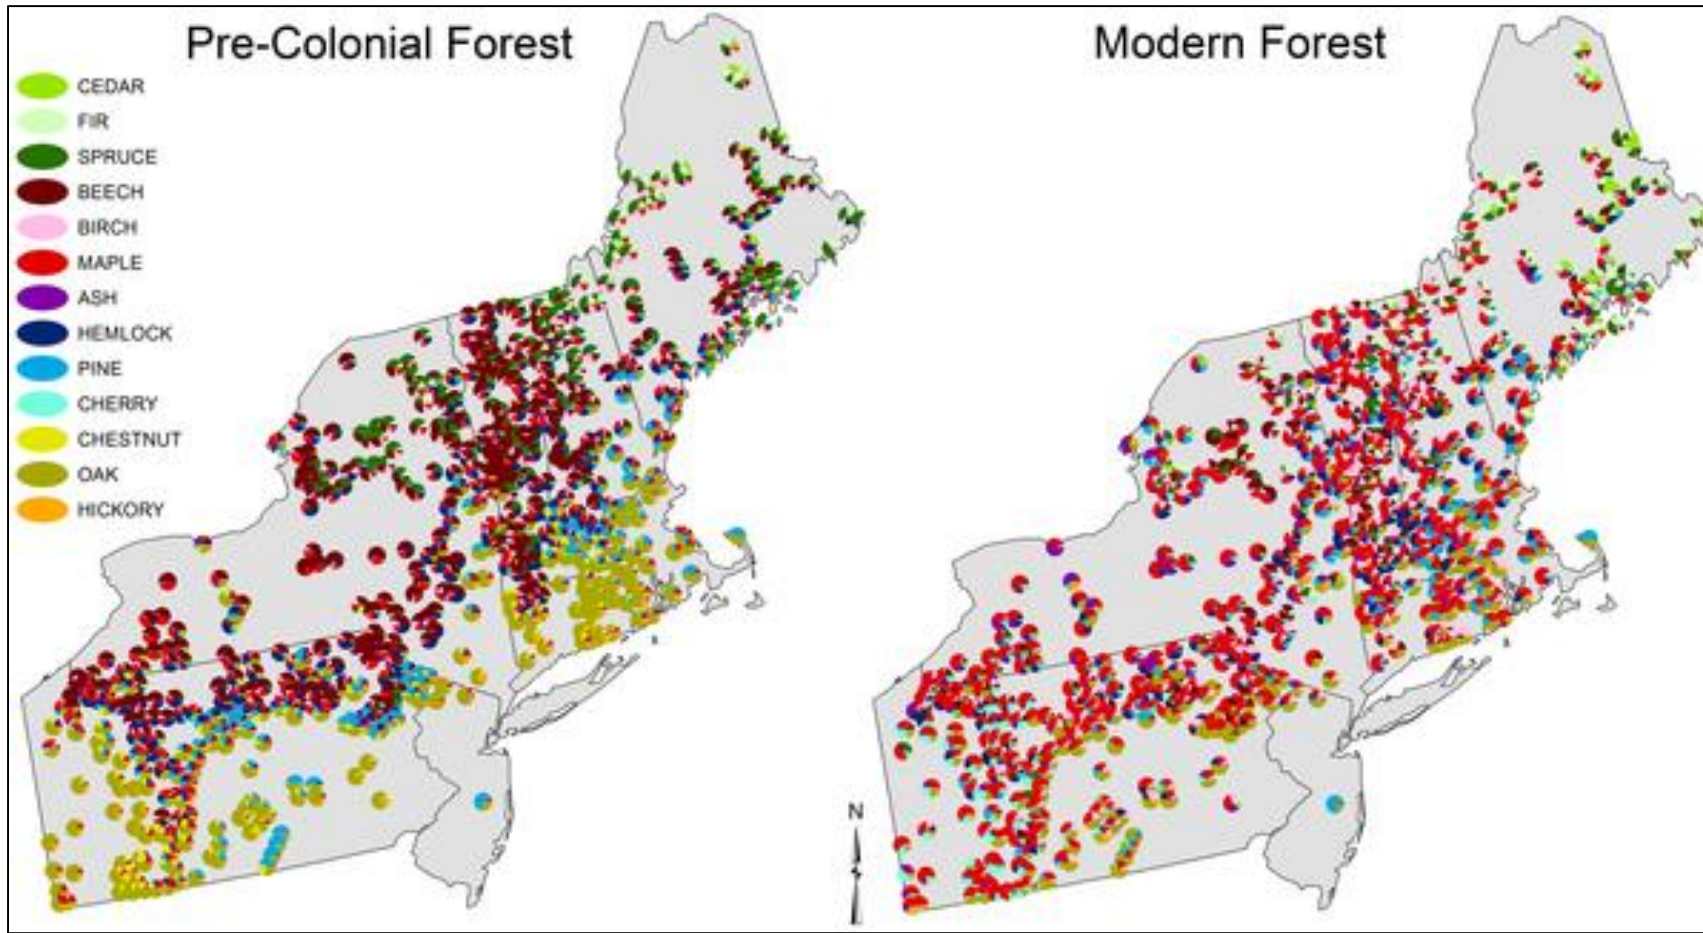 Pre-Colonial Forest
Modern Forest
CEDAR
FIR
SPRUCE
BEECH
BIRCH
MAPLE
ASH
HEMLOCK
PINE
CHERRY
CHESTNUT
OAK
HICKORY
N